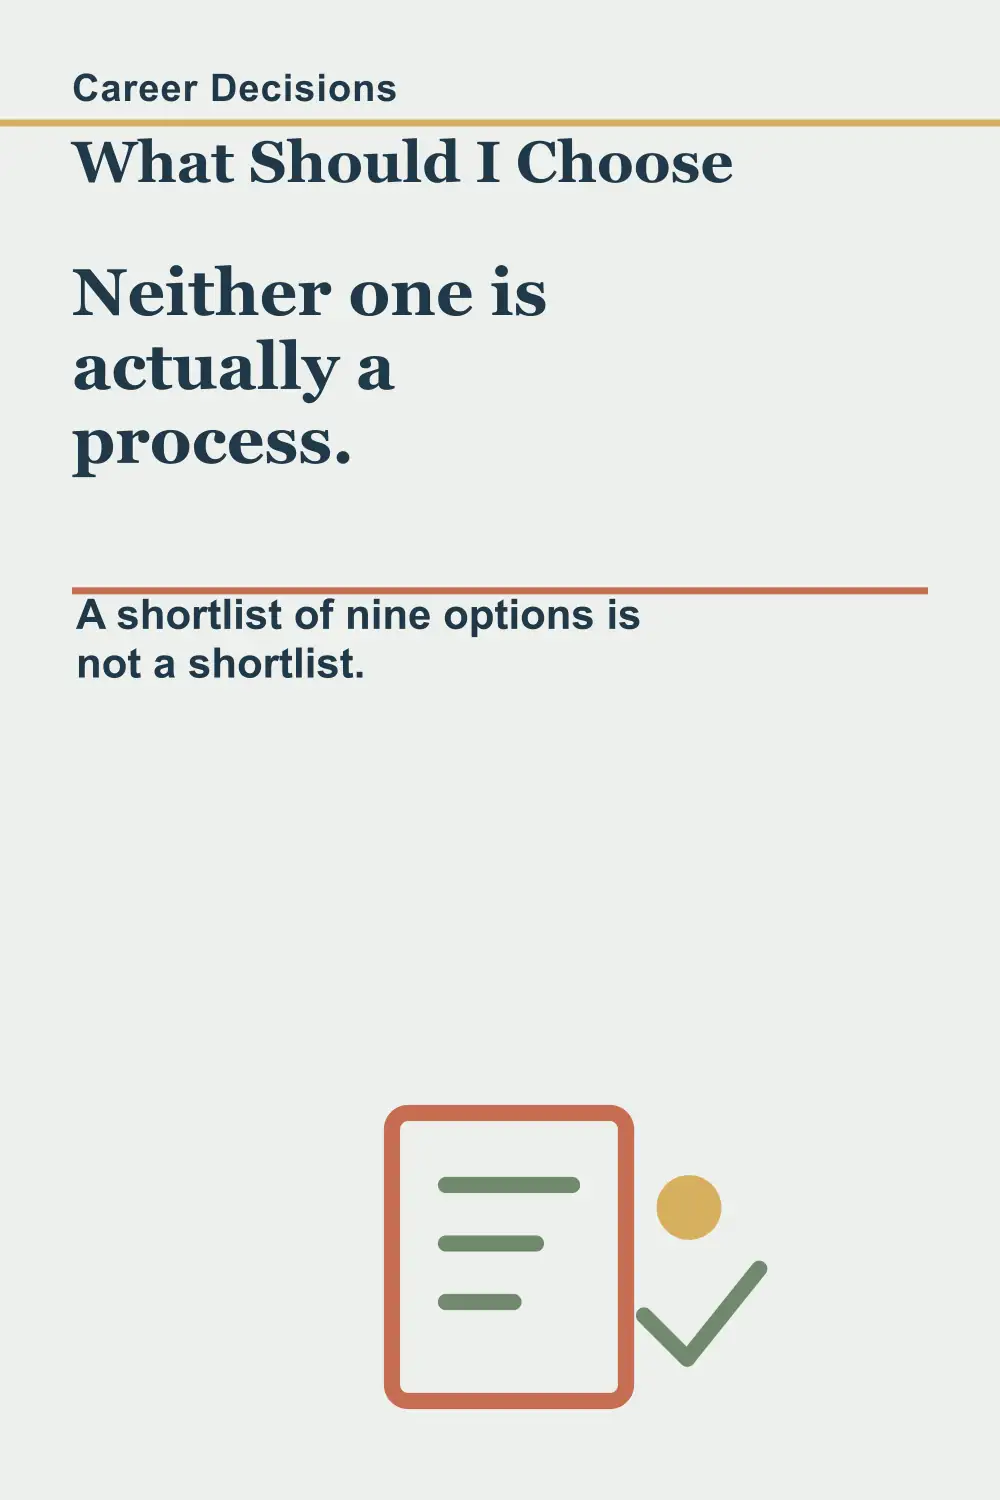 Career Decisions
What Should I Choose
Neither one is
actually a
process.
A shortlist of nine options is
not a shortlist.